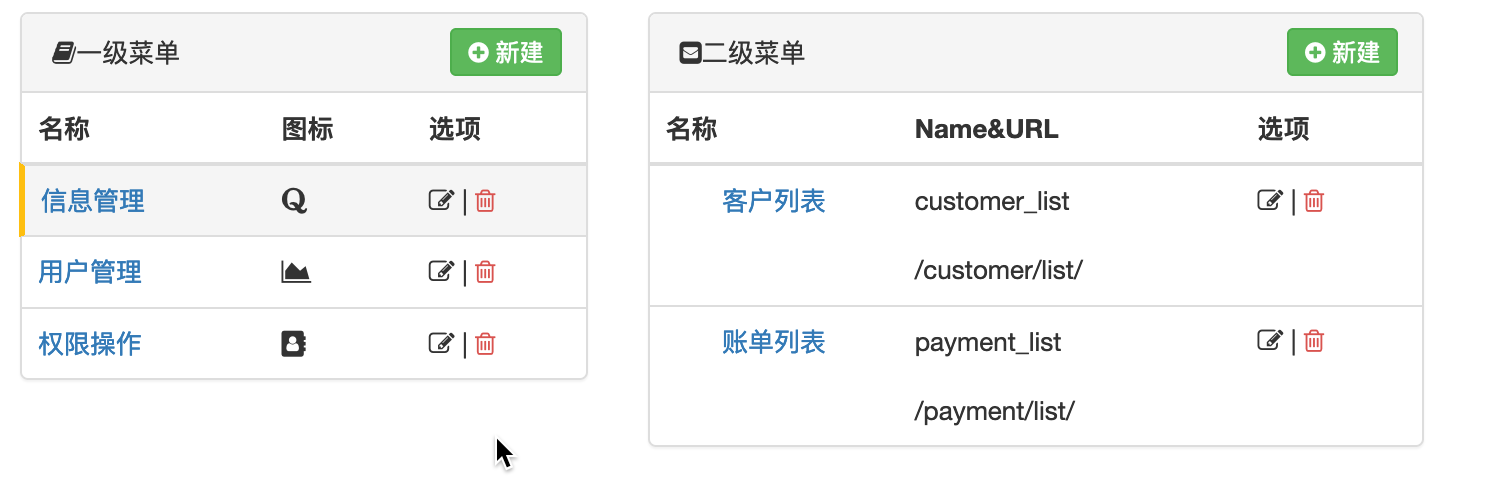 一级菜单 新建
名称 图标 选项
信息管理 |
用户管理 |
权限操作 |
二级菜单 新建
名称 Name&URL 选项
客户列表 customer_list |
/customer/list/
账单列表 payment_list |
/payment/list/